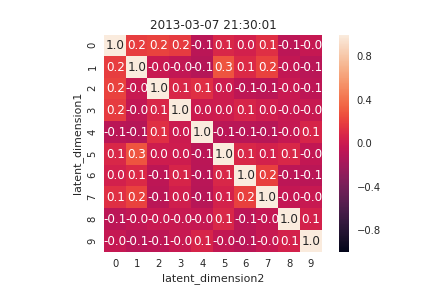 2013-03-07 21:30:01
latent_dimension1
0 1.0 0.2 0.2 0.2 -0.1 0.1 0.0 0.1 -0.1 -0.0
1 0.2 1.0 -0.0 -0.0 -0.1 0.3 0.1 0.2 -0.0 -0.1
2 0.2 -0.0 1.0 0.1 0.1 0.0 -0.1 -0.1 -0.0 -0.1
3 0.2 -0.0 0.1 1.0 0.0 0.0 0.1 0.0 -0.0 -0.0
4 -0.1 -0.1 0.1 0.0 1.0 -0.1 -0.1 -0.1 -0.0 0.1
5 0.1 0.3 0.0 0.0 -0.1 1.0 0.1 0.1 0.1 -0.0
6 0.0 0.1 -0.1 0.1 -0.1 0.1 1.0 0.2 -0.1 -0.1
7 0.1 0.2 -0.1 0.0 -0.1 0.1 0.2 1.0 -0.0 -0.0
8 -0.1 -0.0 -0.0 -0.0 -0.0 0.1 -0.1 -0.0 1.0 0.1
9 -0.0 -0.1 -0.1 -0.0 0.1 -0.0 -0.1 -0.0 0.1 1.0
0 1 2 3 4 5 6 7 8 9
latent_dimension2
0.8
0.4
0.0
−0.4
−0.8